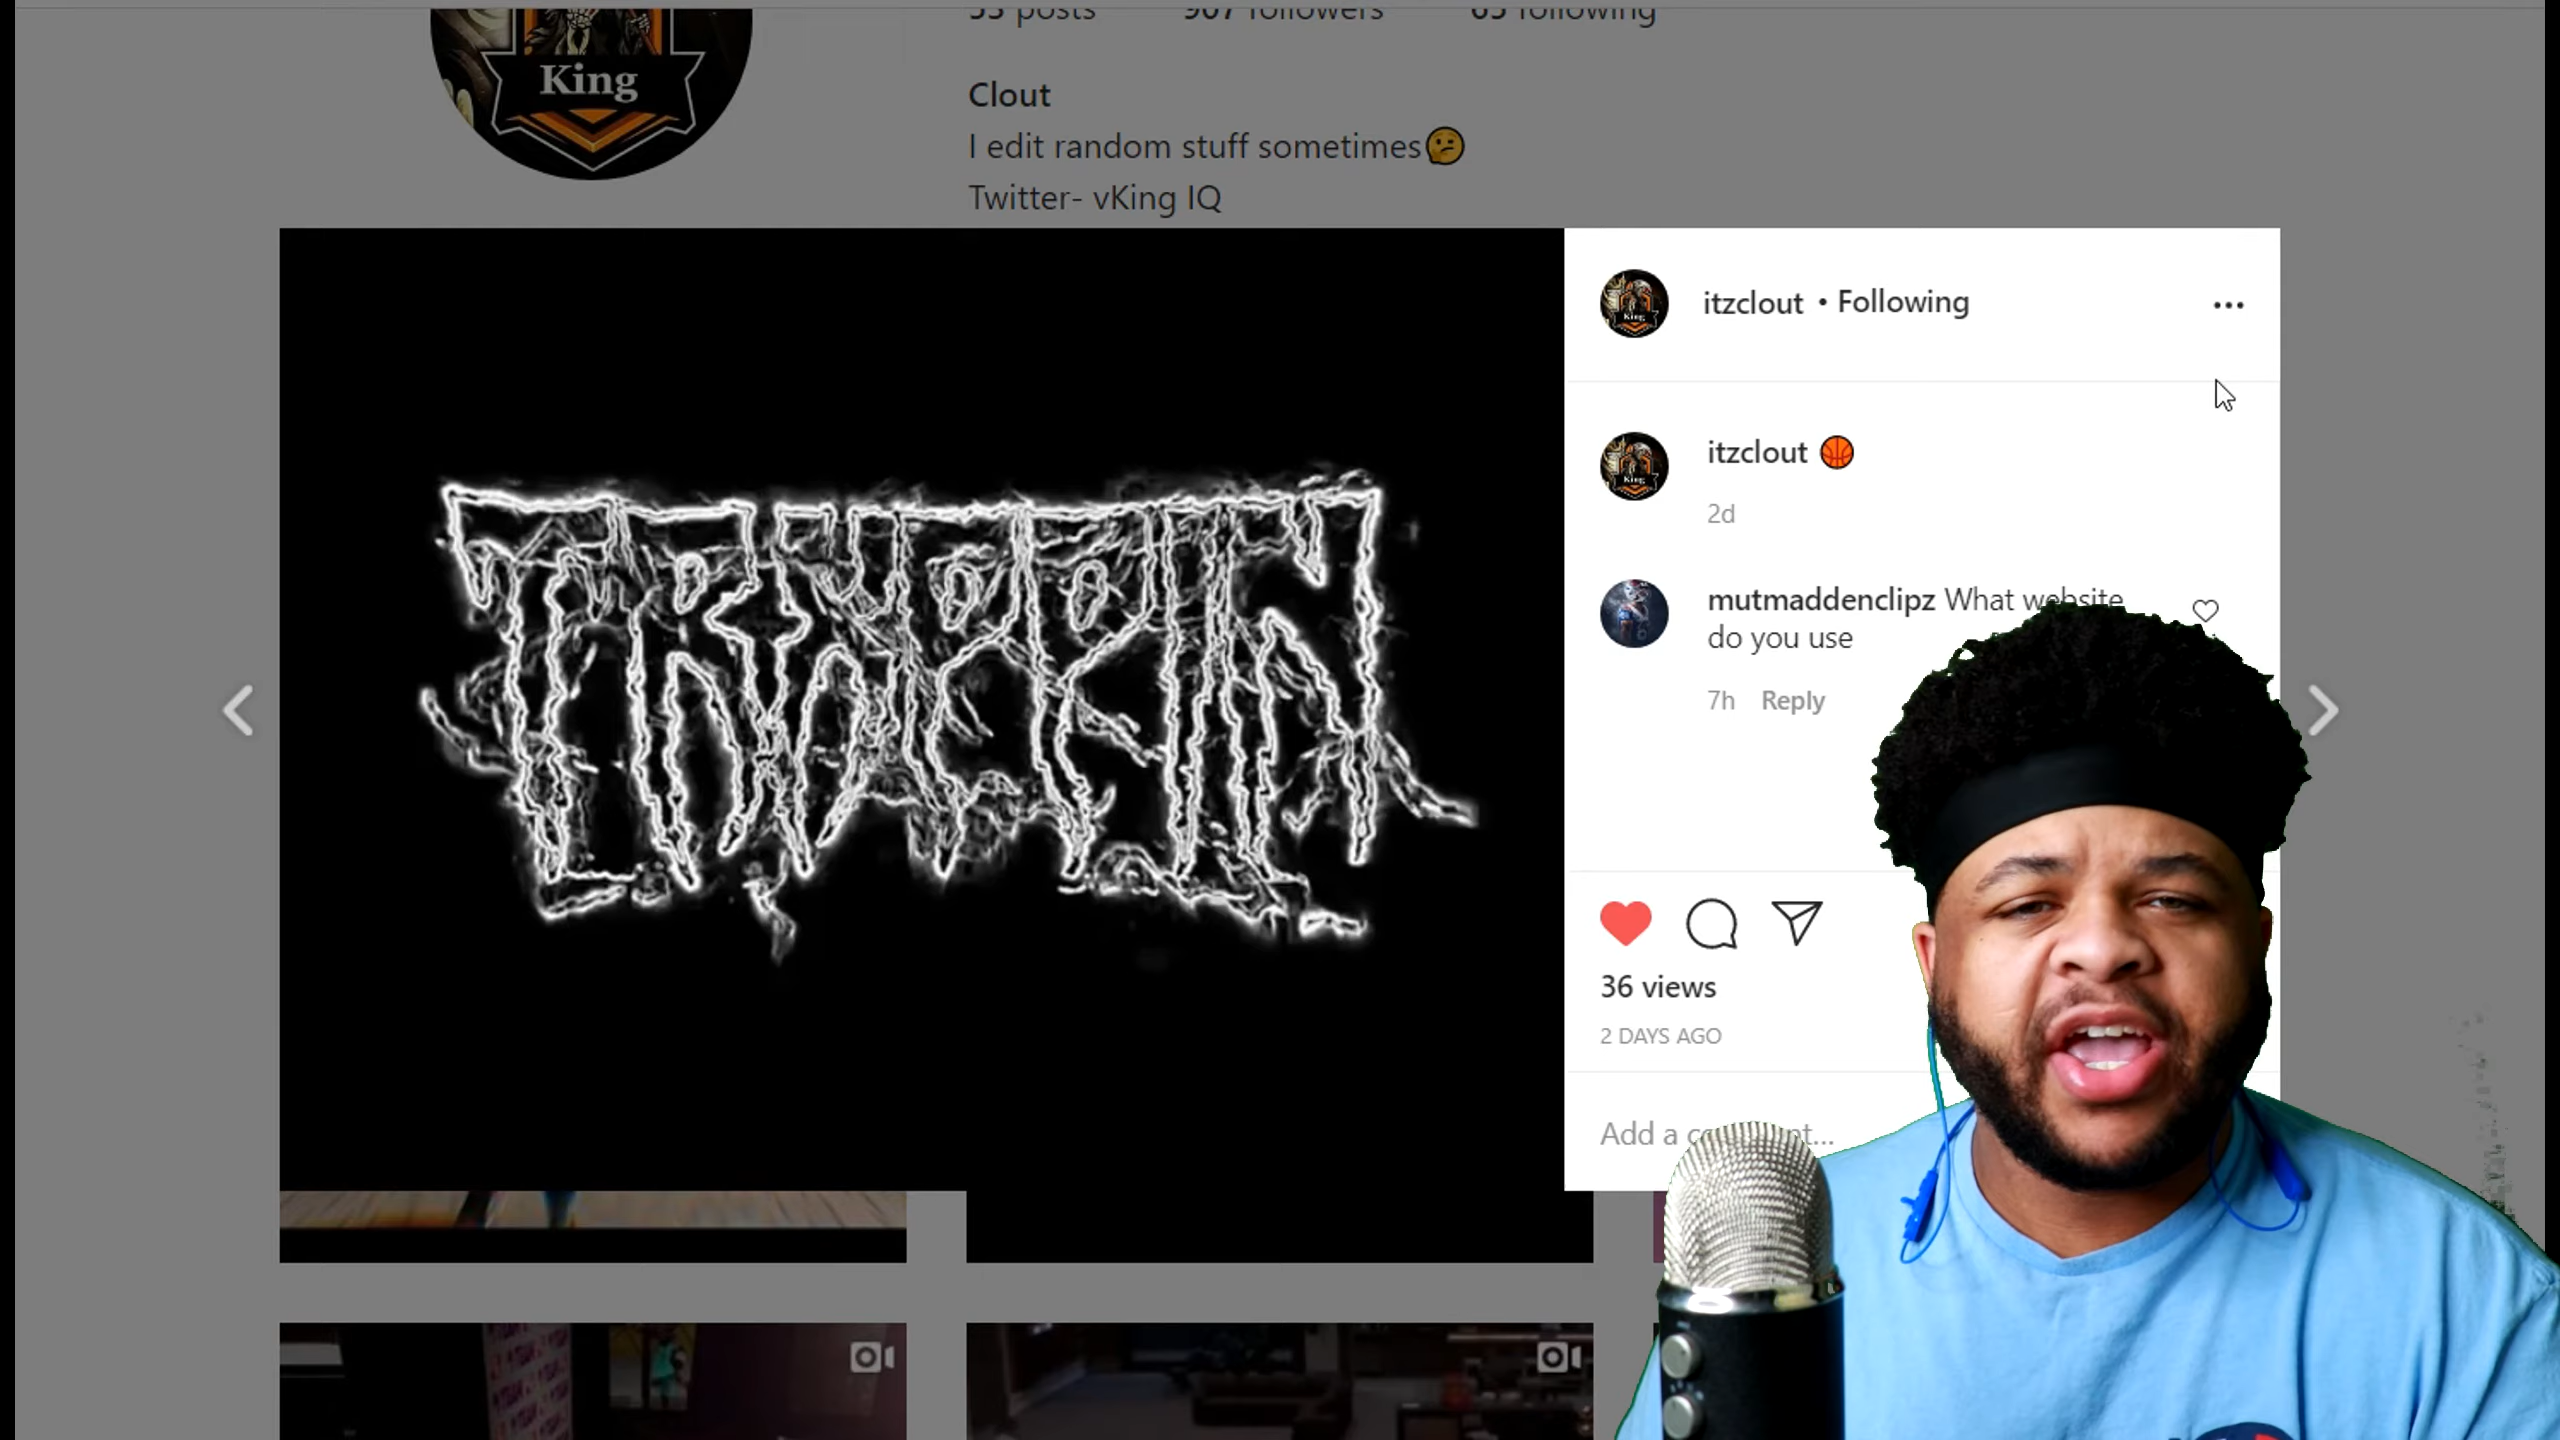 King
Clout
I edit random stuff sometimes🤔
Twitter- vKing IQ
itzclout • Following
itzclout 🏀
2d
mutmaddenclipz What website
do you use
7h Reply
36 views
2 DAYS AGO
Add a